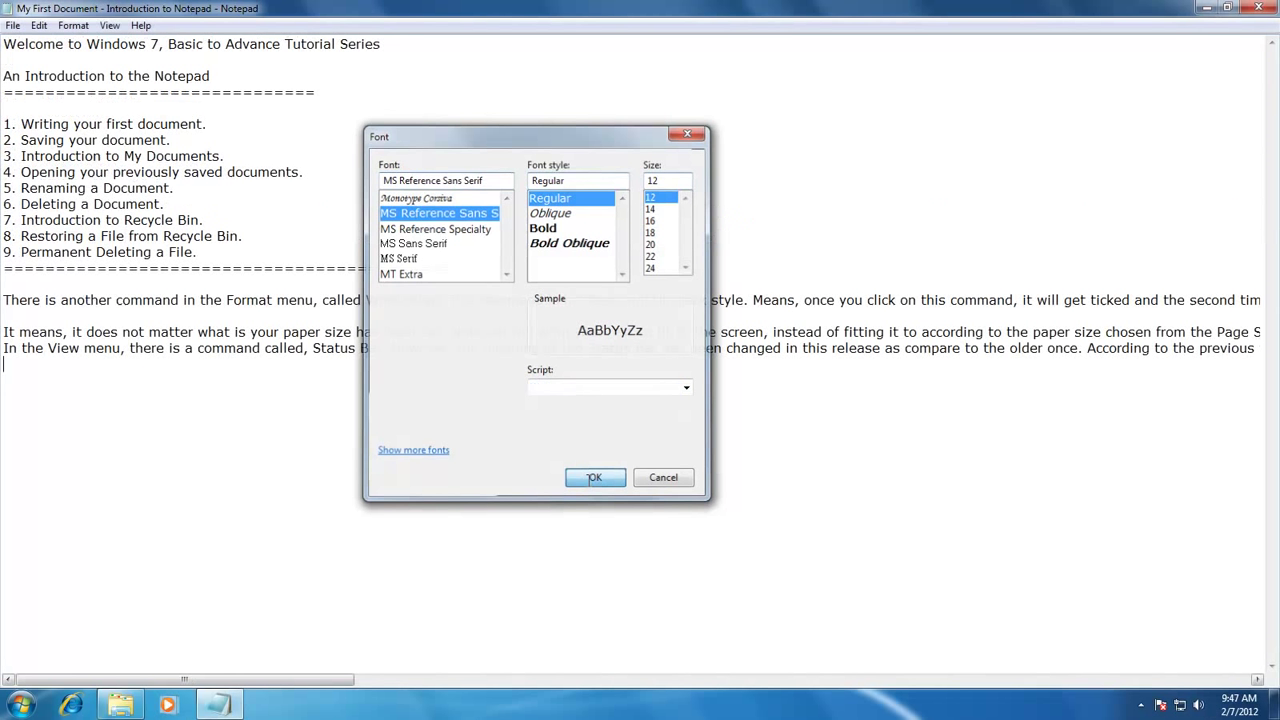 My First Document - Introduction to Notepad - Notepad
File Edit Format View Help
Welcome to Windows 7, Basic to Advance Tutorial Series
An Introduction to the Notepad
==============================
1. Writing your first document.
2. Saving your document.
3. Introduction to My Documents.
4. Opening your previously saved documents.
5. Renaming a Document.
6. Deleting a Document.
7. Introduction to Recycle Bin.
8. Restoring a File from Recycle Bin.
9. Permanent Deleting a File.
===================================
There is another command in the Format menu, called
style. Means, once you click on this command, it will get ticked and the second tim
It means, it does not matter what is your paper size
the screen, instead of fitting it to according to the paper size chosen from the Page S
In the View menu, there is a command called, Status
changed in this release as compare to the older once. According to the previous
Font
Font:
MS Reference Sans Serif
Monotype Corsiva
MS Reference Sans S
MS Reference Specialty
MS Sans Serif
MS Serif
MT Extra
Font style:
Regular
Regular
Oblique
Bold
Bold Oblique
Size:
12
12
14
16
18
20
22
24
Sample
AaBbYyZz
Script:
Show more fonts
OK
Cancel
9:47 AM
2/7/2012